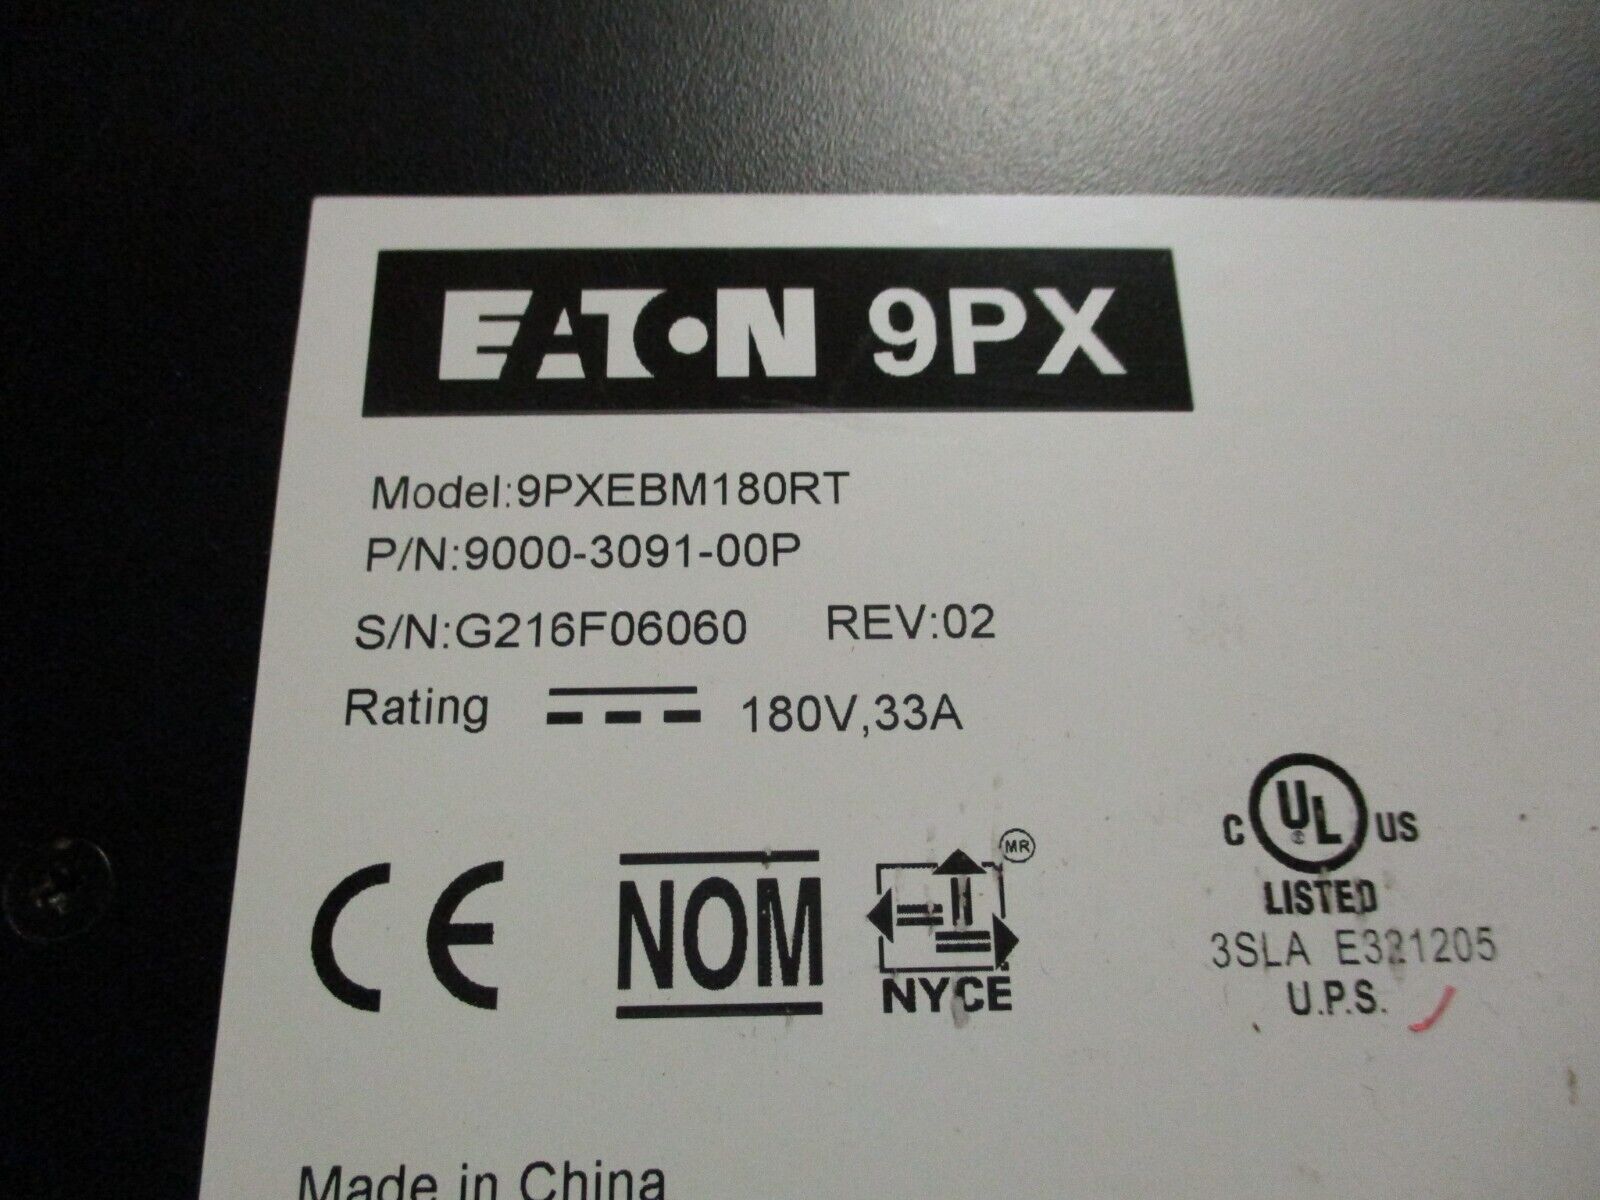 EATON 9PX
Model:9PXEBM180RT
P/N:9000-3091-00P
S/N:G216F06060 REV:02
Rating 180V,33A
CE
NOM
MR
NYCE
C UL US
LISTED
3SLA E321205
U.P.S.
Made in China